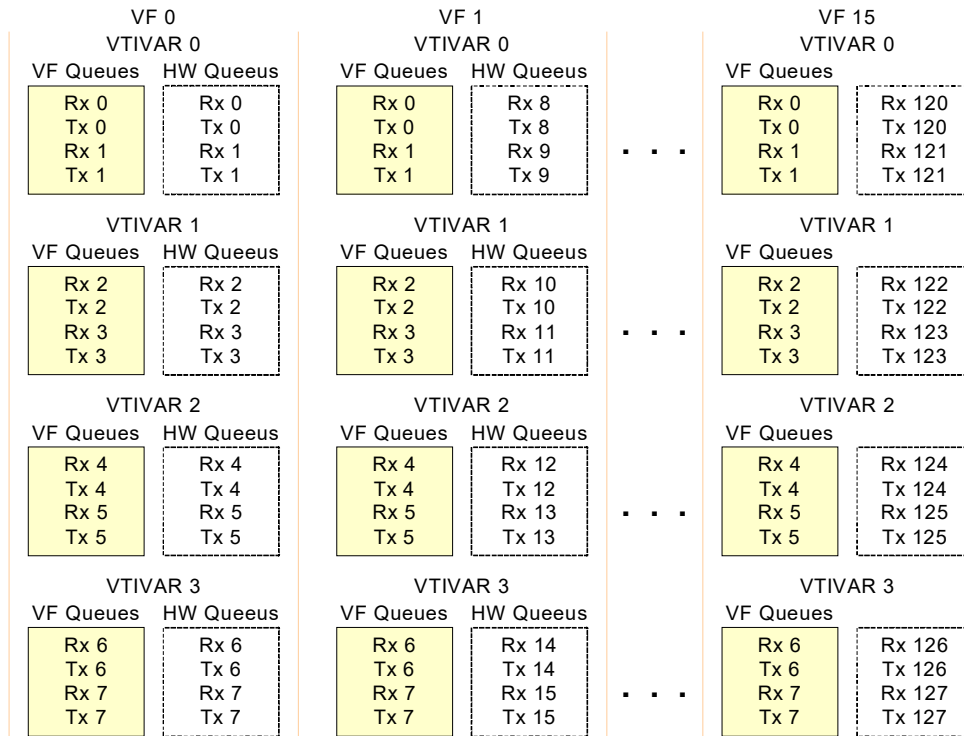 VF 0 VF 1 VF 15
VTIVAR 0 VTIVAR 0 VTIVAR 0
VF Queues HW Queeus VF Queues HW Queeus VF Queues
Rx 0 Rx 0 Rx 0 Rx 8 Rx 0 Rx 120
Tx 0 Tx 0 Tx 0 Tx 8 Tx 0 Tx 120
Rx 1 Rx 1 Rx 1 Rx 9 . . . Rx 1 Rx 121
Tx 1 Tx 1 Tx 1 Tx 9 Tx 1 Tx 121
VTIVAR 1 VTIVAR 1 VTIVAR 1
VF Queues HW Queeus VF Queues HW Queeus VF Queues
Rx 2 Rx 2 Rx 2 Rx 10 Rx 2 Rx 122
Tx 2 Tx 2 Tx 2 Tx 10 Tx 2 Tx 122
Rx 3 Rx 3 Rx 3 Rx 11 . . . Rx 3 Rx 123
Tx 3 Tx 3 Tx 3 Tx 11 Tx 3 Tx 123
VTIVAR 2 VTIVAR 2 VTIVAR 2
VF Queues HW Queeus VF Queues HW Queeus VF Queues
Rx 4 Rx 4 Rx 4 Rx 12 Rx 4 Rx 124
Tx 4 Tx 4 Tx 4 Tx 12 Tx 4 Tx 124
Rx 5 Rx 5 Rx 5 Rx 13 . . . Rx 5 Rx 125
Tx 5 Tx 5 Tx 5 Tx 13 Tx 5 Tx 125
VTIVAR 3 VTIVAR 3 VTIVAR 3
VF Queues HW Queeus VF Queues HW Queeus VF Queues
Rx 6 Rx 6 Rx 6 Rx 14 Rx 6 Rx 126
Tx 6 Tx 6 Tx 6 Tx 14 Tx 6 Tx 126
Rx 7 Rx 7 Rx 7 Rx 15 . . . Rx 7 Rx 127
Tx 7 Tx 7 Tx 7 Tx 15 Tx 7 Tx 127